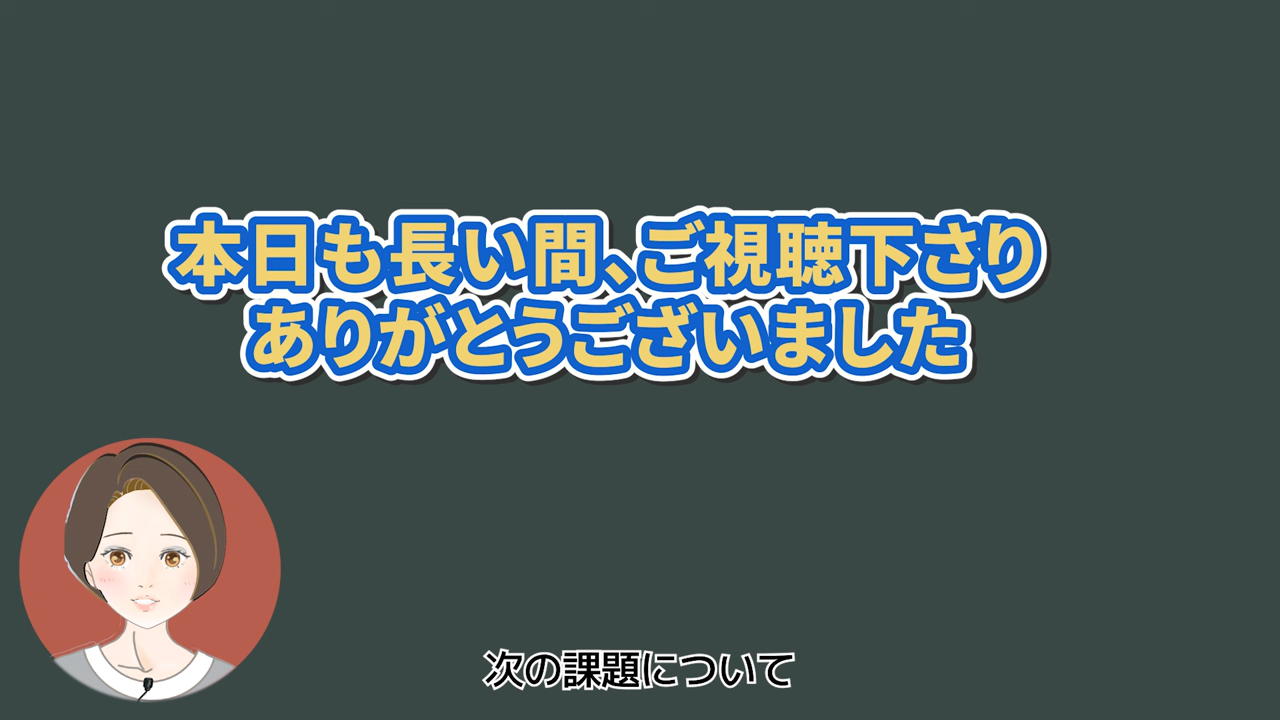 本日も長い間、ご視聴下さり
ありがとうございました
次の課題について